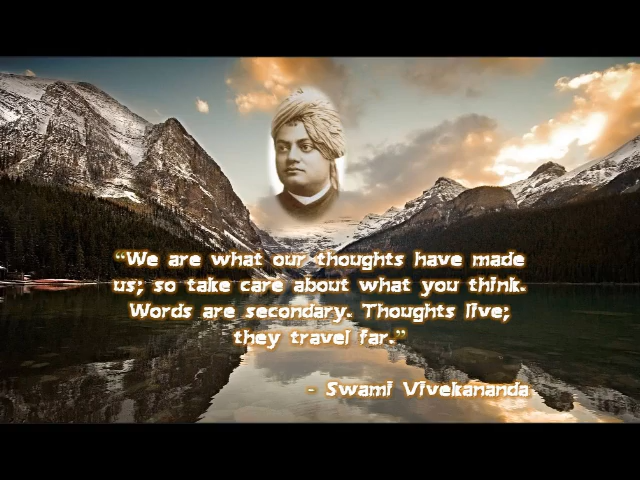 “We are what our thoughts have made
us; so take care about what you think.
Words are secondary. Thoughts live;
they travel far.”
- Swami Vivekananda